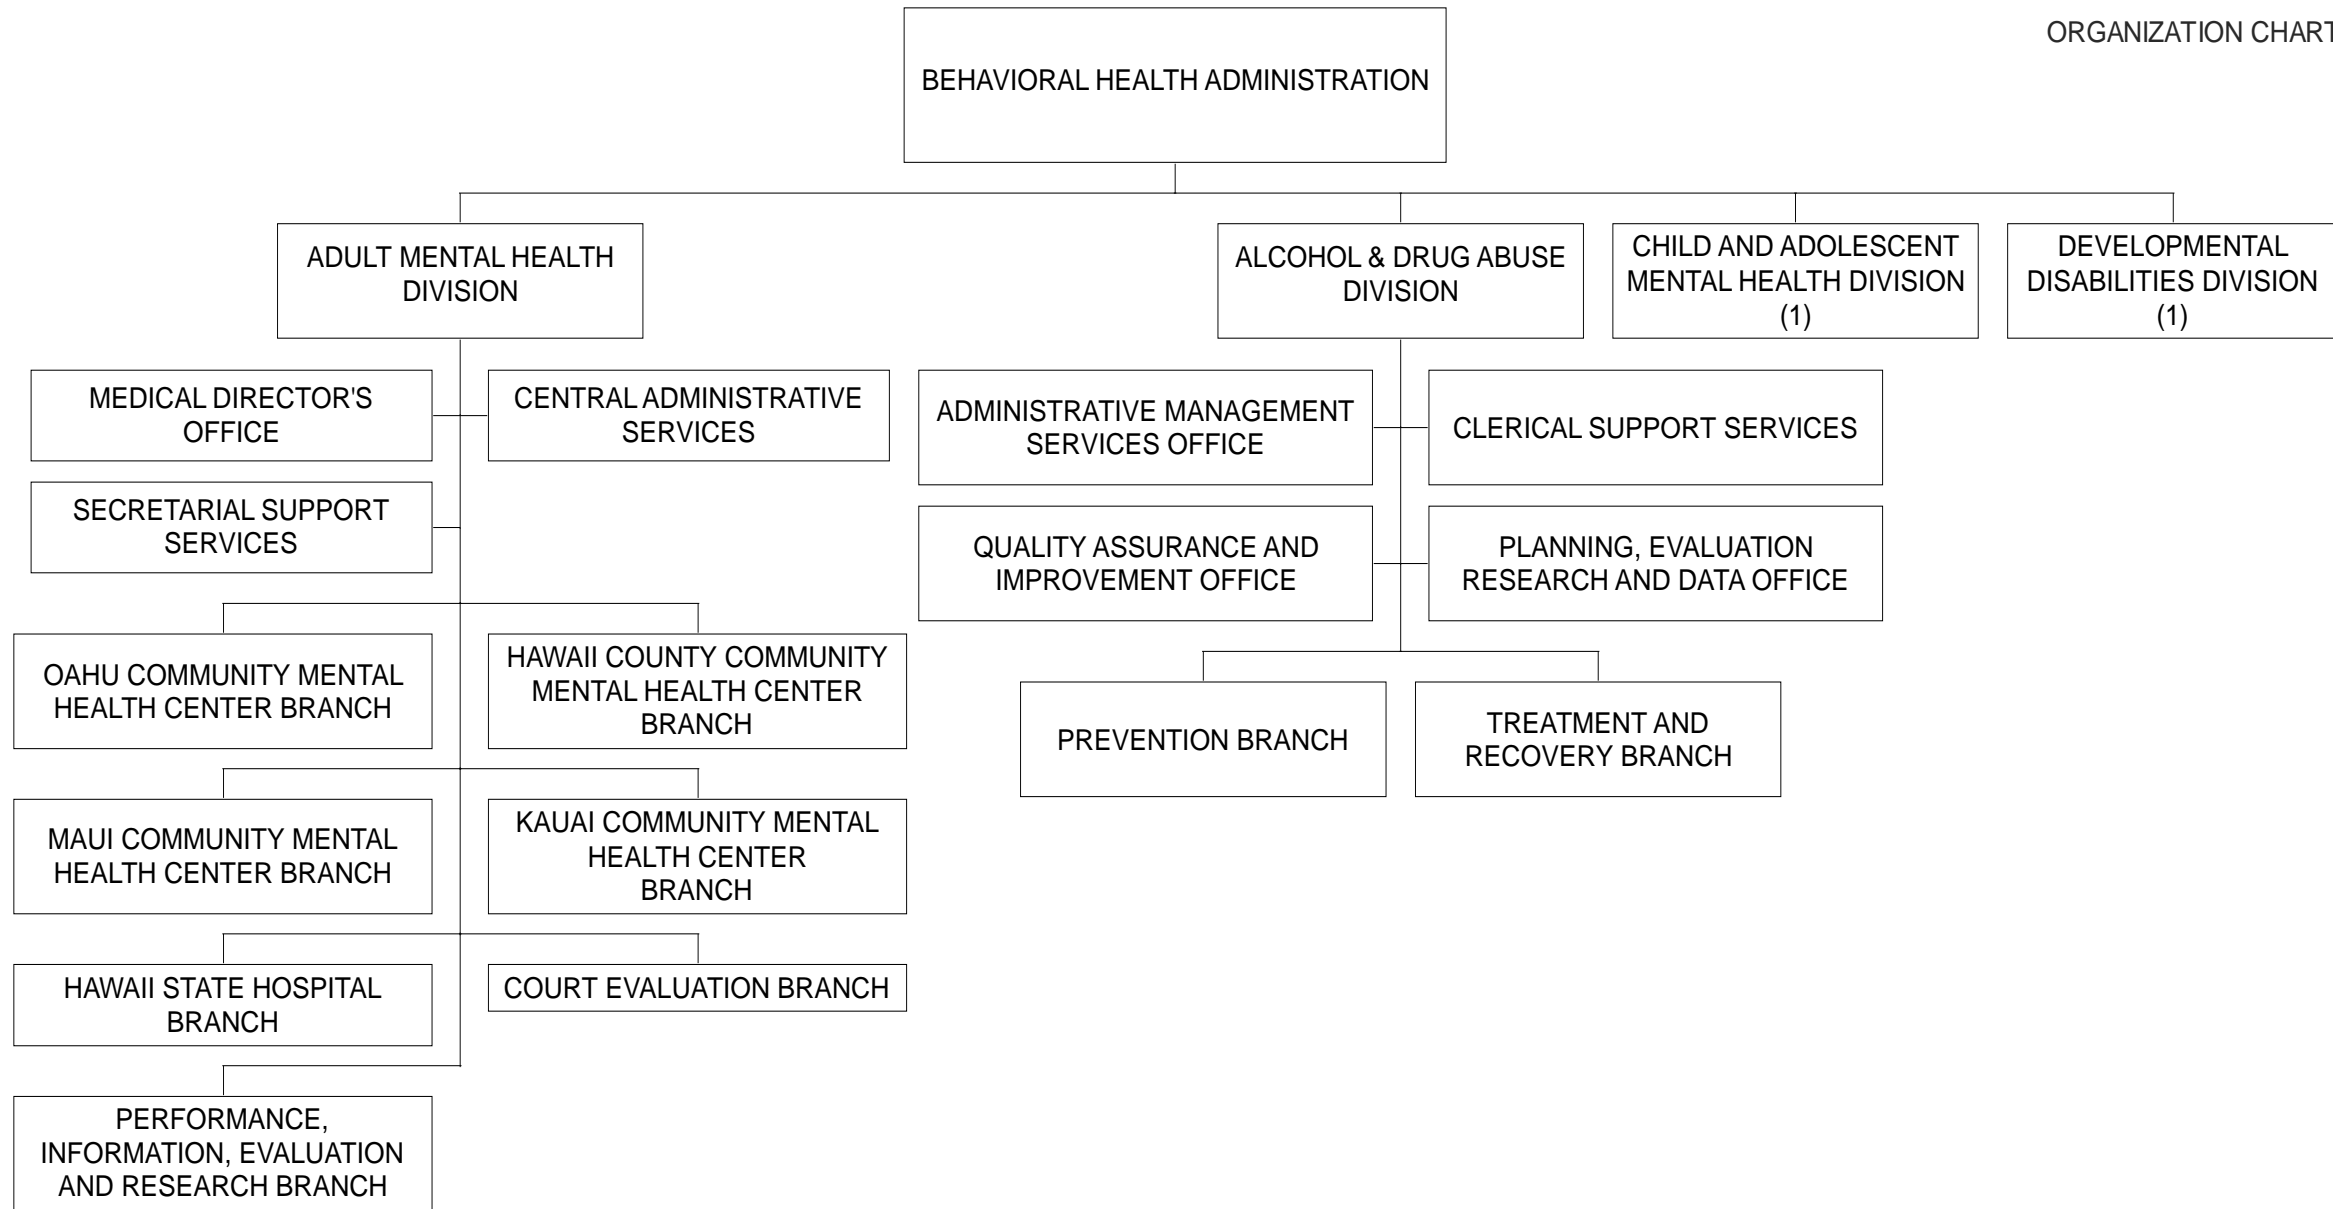 ORGANIZATION CHART
BEHAVIORAL HEALTH ADMINISTRATION
ADULT MENTAL HEALTH
DIVISION
ALCOHOL & DRUG ABUSE
DIVISION
CHILD AND ADOLESCENT
MENTAL HEALTH DIVISION
(1)
DEVELOPMENTAL
DISABILITIES DIVISION
(1)
MEDICAL DIRECTOR'S
OFFICE
CENTRAL ADMINISTRATIVE
SERVICES
SECRETARIAL SUPPORT
SERVICES
OAHU COMMUNITY MENTAL
HEALTH CENTER BRANCH
HAWAII COUNTY COMMUNITY
MENTAL HEALTH CENTER
BRANCH
MAUI COMMUNITY MENTAL
HEALTH CENTER BRANCH
KAUAI COMMUNITY MENTAL
HEALTH CENTER
BRANCH
HAWAII STATE HOSPITAL
BRANCH
COURT EVALUATION BRANCH
PERFORMANCE,
INFORMATION, EVALUATION
AND RESEARCH BRANCH
ADMINISTRATIVE MANAGEMENT
SERVICES OFFICE
CLERICAL SUPPORT SERVICES
QUALITY ASSURANCE AND
IMPROVEMENT OFFICE
PLANNING, EVALUATION
RESEARCH AND DATA OFFICE
PREVENTION BRANCH
TREATMENT AND
RECOVERY BRANCH